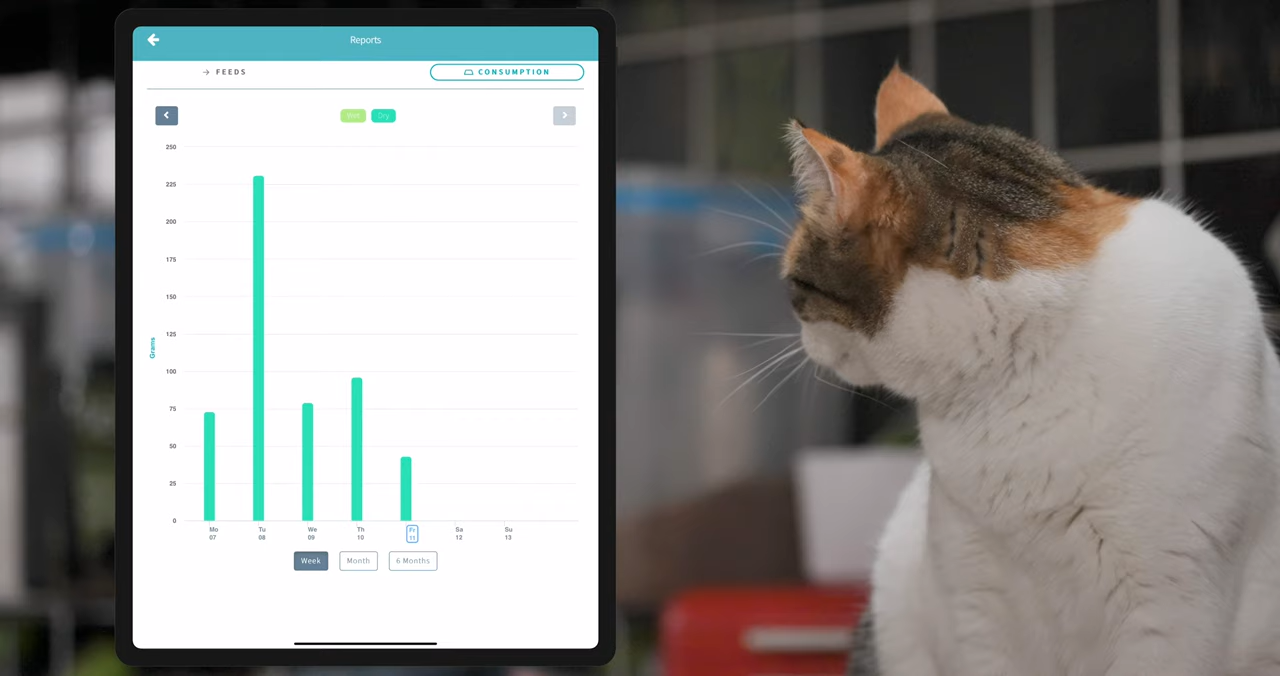 Reports
FEEDS
CONSUMPTION
Wet Dry
250
225
200
175
150
125
100
75
50
25
0
Grams
Mo Tu We Th Fr Sa Su
07 08 09 10 11 12 13
Week Month 6 Months